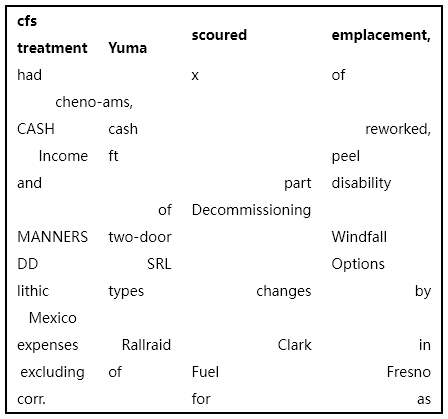 cfs treatment Yuma scoured emplacement,
had x of
cheno-ams,
CASH cash reworked,
Income ft peel
and part disability
of Decommissioning
MANNERS two-door Windfall
DD SRL Options
lithic types changes by
Mexico
expenses Rallraid Clark in
excluding of Fuel Fresno
corr. for as